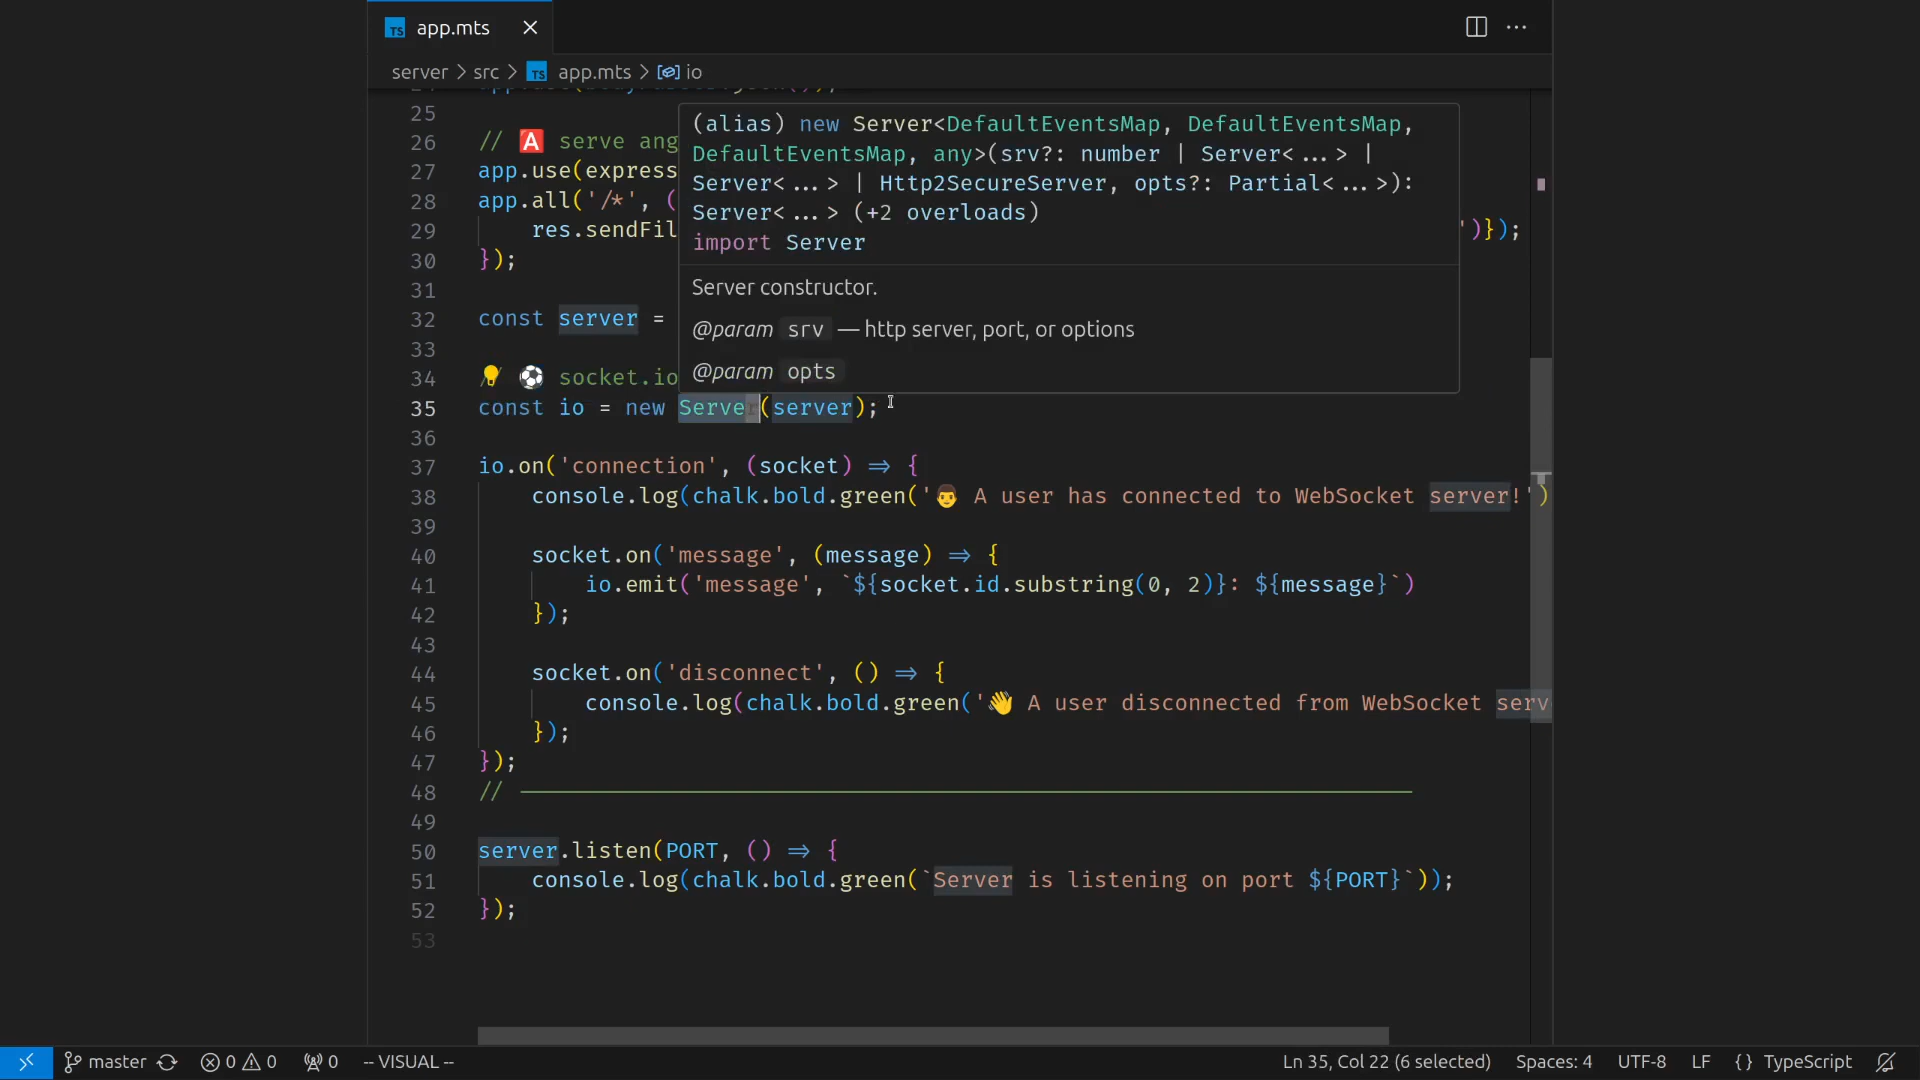 app.mts
server > src > app.mts > io
25
26 // 🅰 serve ang
27 app.use(express
28 app.all('/*', (
29 res.sendFil ')});
30 });
31
32 const server =
33
34 // ⚽ socket.io
35 const io = new Server(server);
36
37 io.on('connection', (socket) => {
38 console.log(chalk.bold.green('👨 A user has connected to WebSocket server!')
39
40 socket.on('message', (message) => {
41 io.emit('message', `${socket.id.substring(0, 2)}: ${message}`)
42 });
43
44 socket.on('disconnect', () => {
45 console.log(chalk.bold.green('👋 A user disconnected from WebSocket serv
46 });
47 });
48 // ————————————————————
49
50 server.listen(PORT, () => {
51 console.log(chalk.bold.green(`Server is listening on port ${PORT}`));
52 });
53
(alias) new Server<DefaultEventsMap, DefaultEventsMap,
DefaultEventsMap, any>(srv?: number | Server<...> |
Server<...> | Http2SecureServer, opts?: Partial<...>):
Server<...> (+2 overloads)
import Server
Server constructor.
@param srv — http server, port, or options
@param opts
master 0 0 0 -- VISUAL -- Ln 35, Col 22 (6 selected) Spaces: 4 UTF-8 LF {} TypeScript